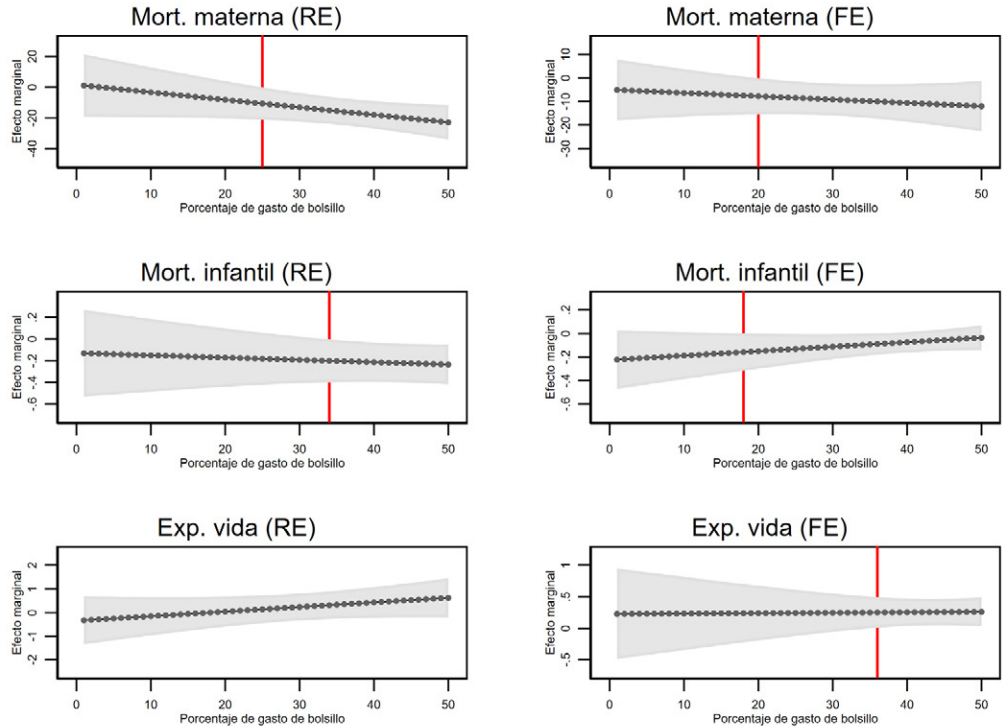 Mort. materna (RE)
Efecto marginal
20
0
-20
-40
0 10 20 30 40 50
Porcentaje de gasto de bolsillo
Mort. materna (FE)
Efecto marginal
10
0
-10
-20
-30
0 10 20 30 40 50
Porcentaje de gasto de bolsillo
Mort. infantil (RE)
Efecto marginal
.2
0
-.2
-.4
-.6
0 10 20 30 40 50
Porcentaje de gasto de bolsillo
Mort. infantil (FE)
Efecto marginal
.2
0
-.2
-.4
-.6
0 10 20 30 40 50
Porcentaje de gasto de bolsillo
Exp. vida (RE)
Efecto marginal
2
1
0
-1
-2
0 10 20 30 40 50
Porcentaje de gasto de bolsillo
Exp. vida (FE)
Efecto marginal
1
.5
0
-.5
0 10 20 30 40 50
Porcentaje de gasto de bolsillo